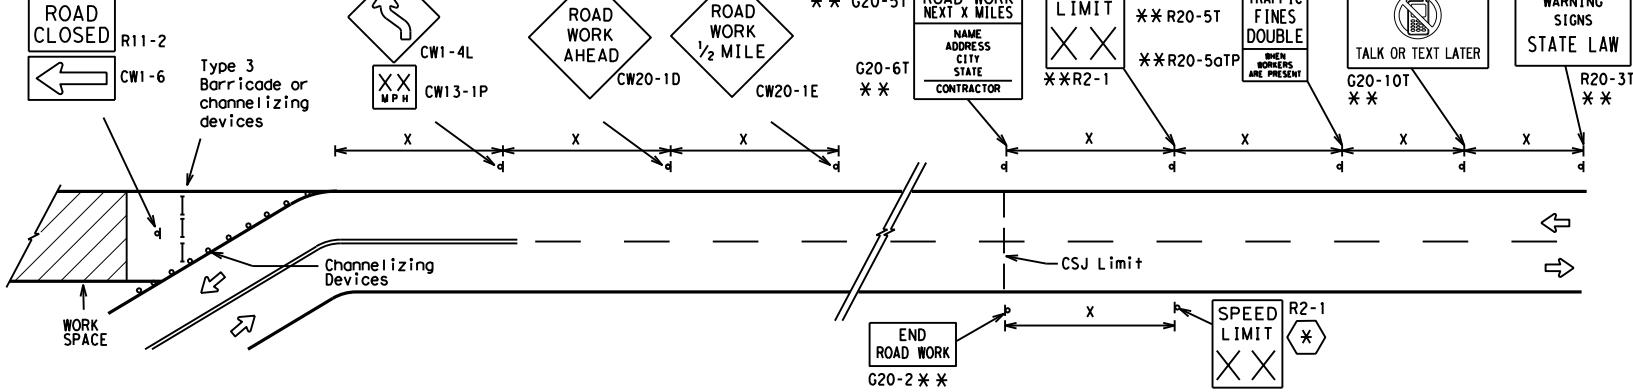 ROAD
CLOSED
R11-2
CW1-6
Type 3
Barricade or
channelizing
devices
CW1-4L
XX
MPH
CW13-1P
ROAD
WORK
AHEAD
CW20-1D
ROAD
WORK
1/2 MILE
CW20-1E
** G20-5T
ROAD WORK
NEXT X MILES
NAME
ADDRESS
CITY
STATE
CONTRACTOR
G20-6T
**
LIMIT
XX
**R2-1
**R20-5T
**R20-5aTP
TRAFFIC
FINES
DOUBLE
WHEN
WORKERS
ARE PRESENT
TALK OR TEXT LATER
G20-10T
**
WARNING
SIGNS
STATE LAW
R20-3T
**
X X X X X X X
Channelizing
Devices
CSJ Limit
WORK
SPACE
X
END
ROAD WORK
G20-2 **
SPEED
LIMIT
XX
R2-1
*